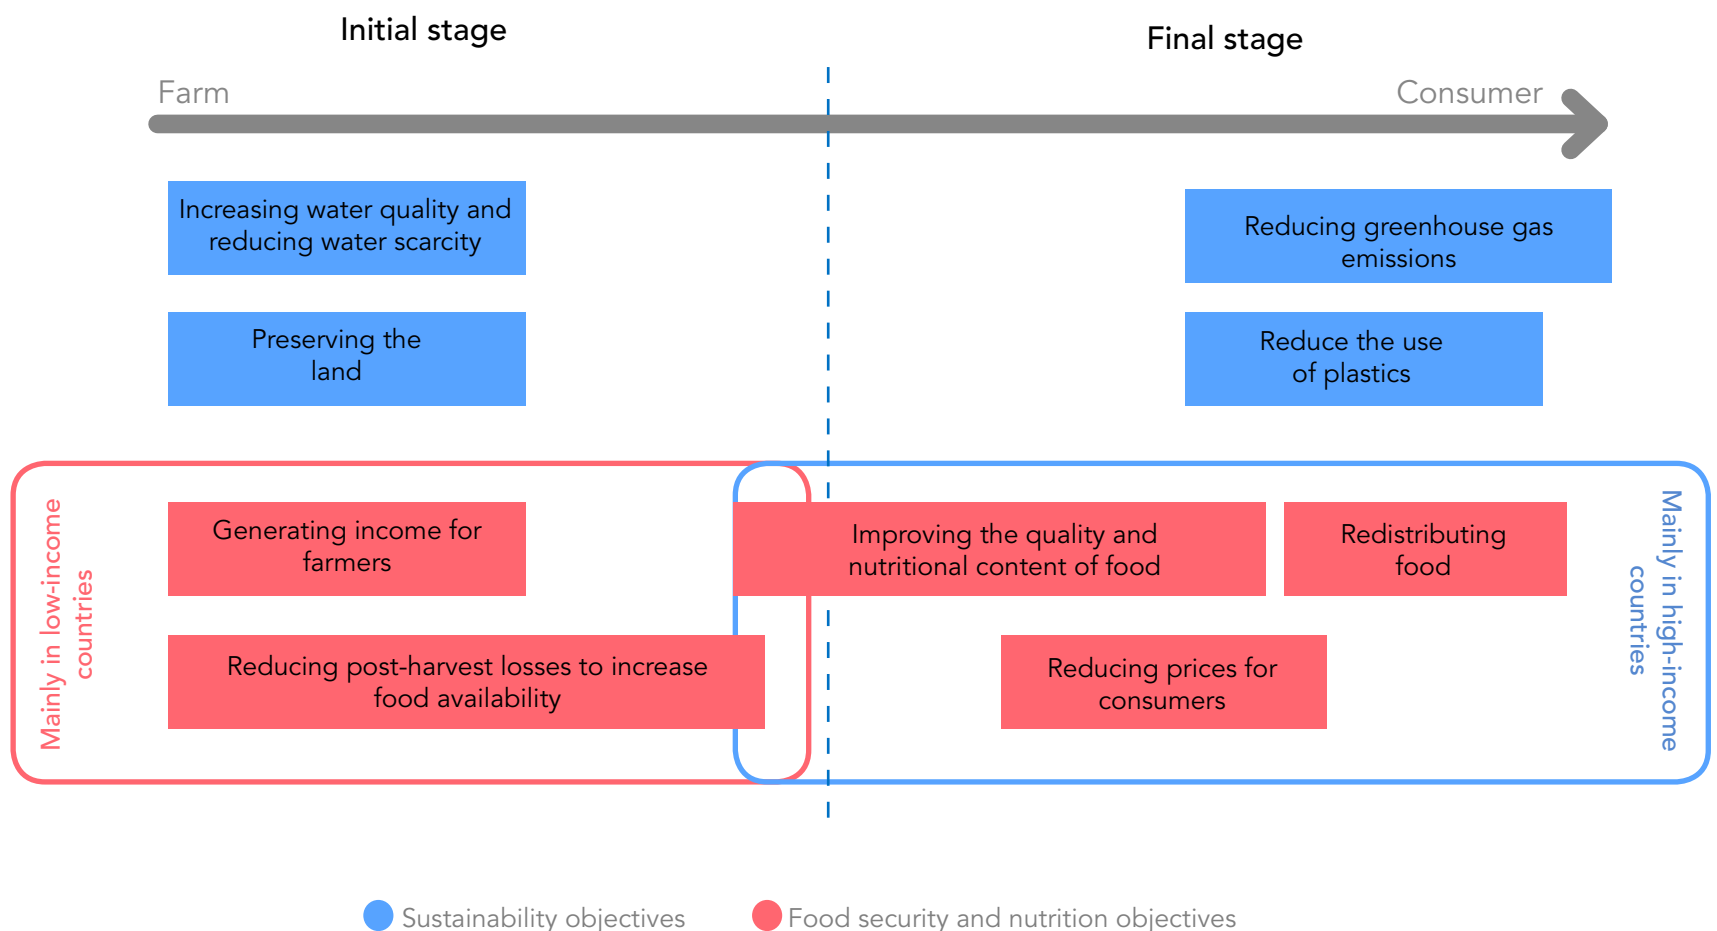 Initial stage
Final stage
Farm
Consumer
Increasing water quality and
reducing water scarcity
Reducing greenhouse gas
emissions
Preserving the
land
Reduce the use
of plastics
Mainly in low-income
countries
Generating income for
farmers
Improving the quality and
nutritional content of food
Redistributing
food
Reducing post-harvest losses to increase
food availability
Reducing prices for
consumers
Mainly in high-income
countries
Sustainability objectives
Food security and nutrition objectives